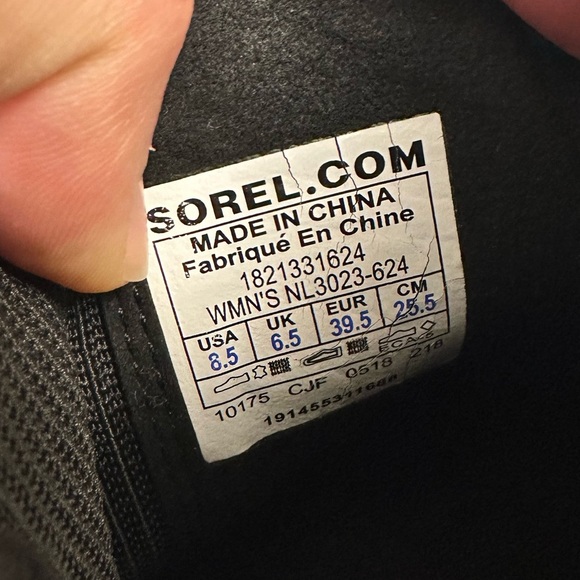 SOREL.COM
MADE IN CHINA
Fabriqué En Chine
1821331624
WMN'S NL3023-624
USA UK EUR CM
8.5 6.5 39.5 25.5
10175 CJF 0518 218